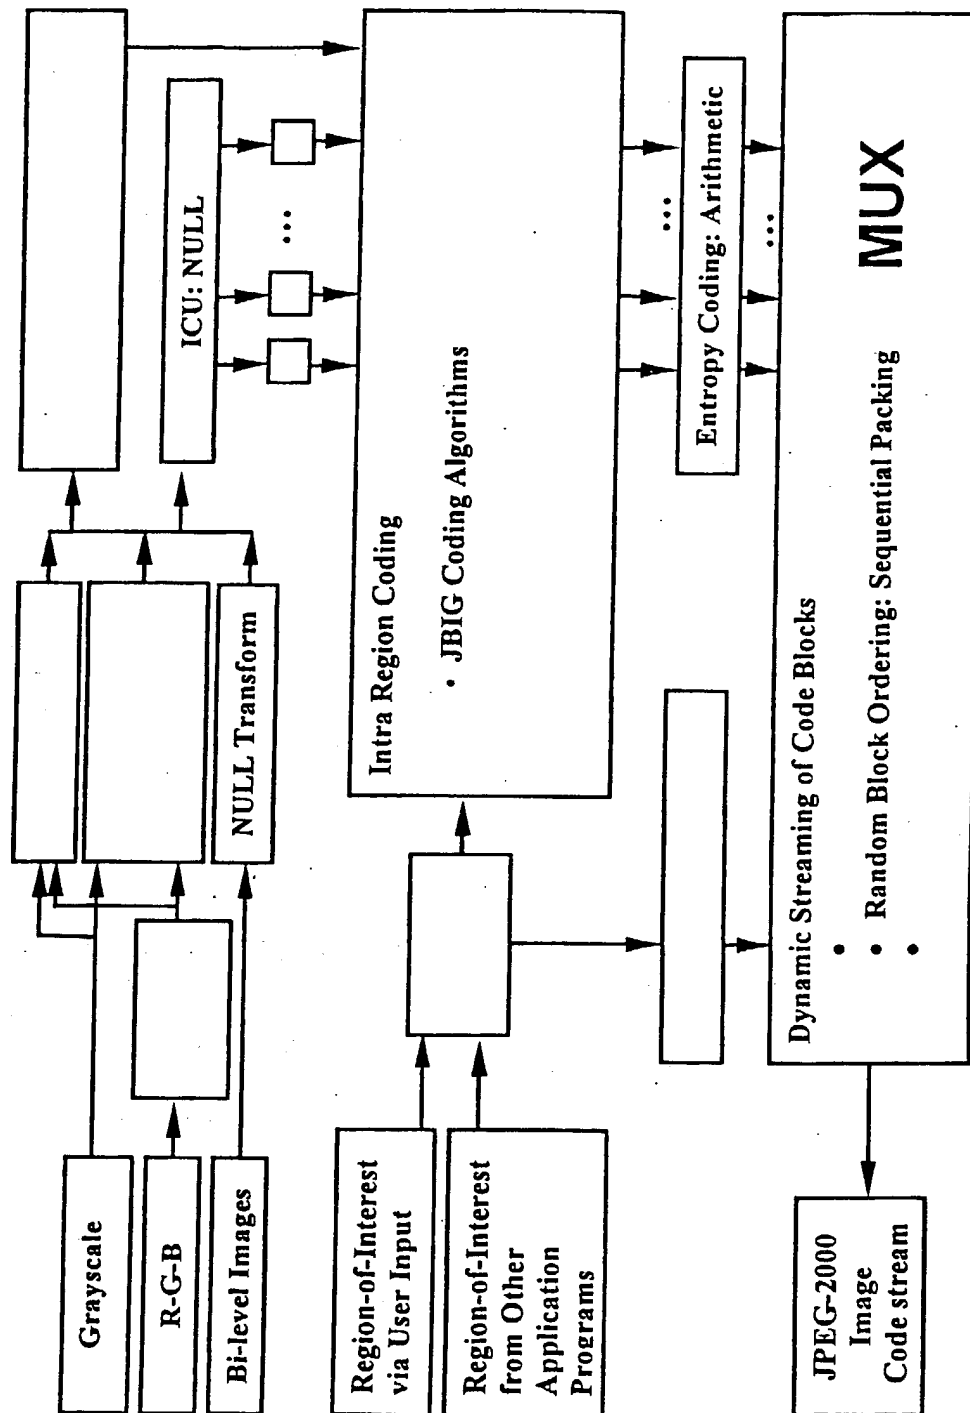 Grayscale
R-G-B
Bi-level Images
NULL Transform
ICU: NULL
...
Region-of-Interest
via User Input
Region-of-Interest
from Other
Application
Programs
Intra Region Coding
• JBIG Coding Algorithms
...
Entropy Coding: Arithmetic
...
Dynamic Streaming of Code Blocks
•
• Random Block Ordering: Sequential Packing
•
MUX
JPEG-2000
Image
Code stream